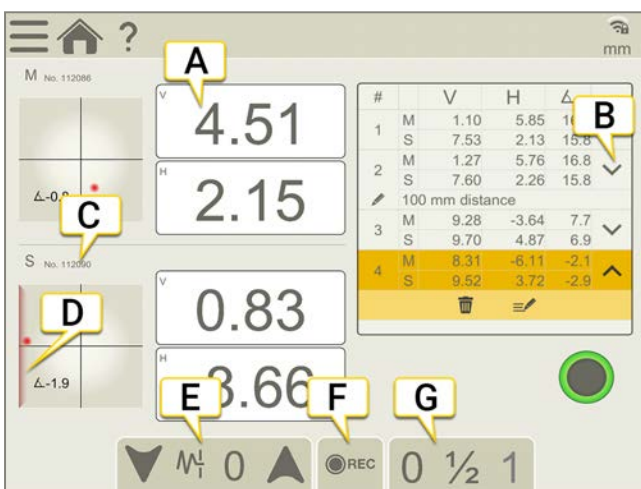 ?
mm
M No. 112086
A
V
4.51
H
2.15
∡-0.
C
S No. 112090
D
∡-1.9
V
0.83
H
3.66
E
F
G
0
REC
0 ½ 1
# V H ∡
B
1 M 1.10 5.85 16
S 7.53 2.13 15.8
2 M 1.27 5.76 16.8
S 7.60 2.26 15.8
100 mm distance
3 M 9.28 -3.64 7.7
S 9.70 4.87 6.9
4 M 8.31 -6.11 -2.1
S 9.52 3.72 -2.9